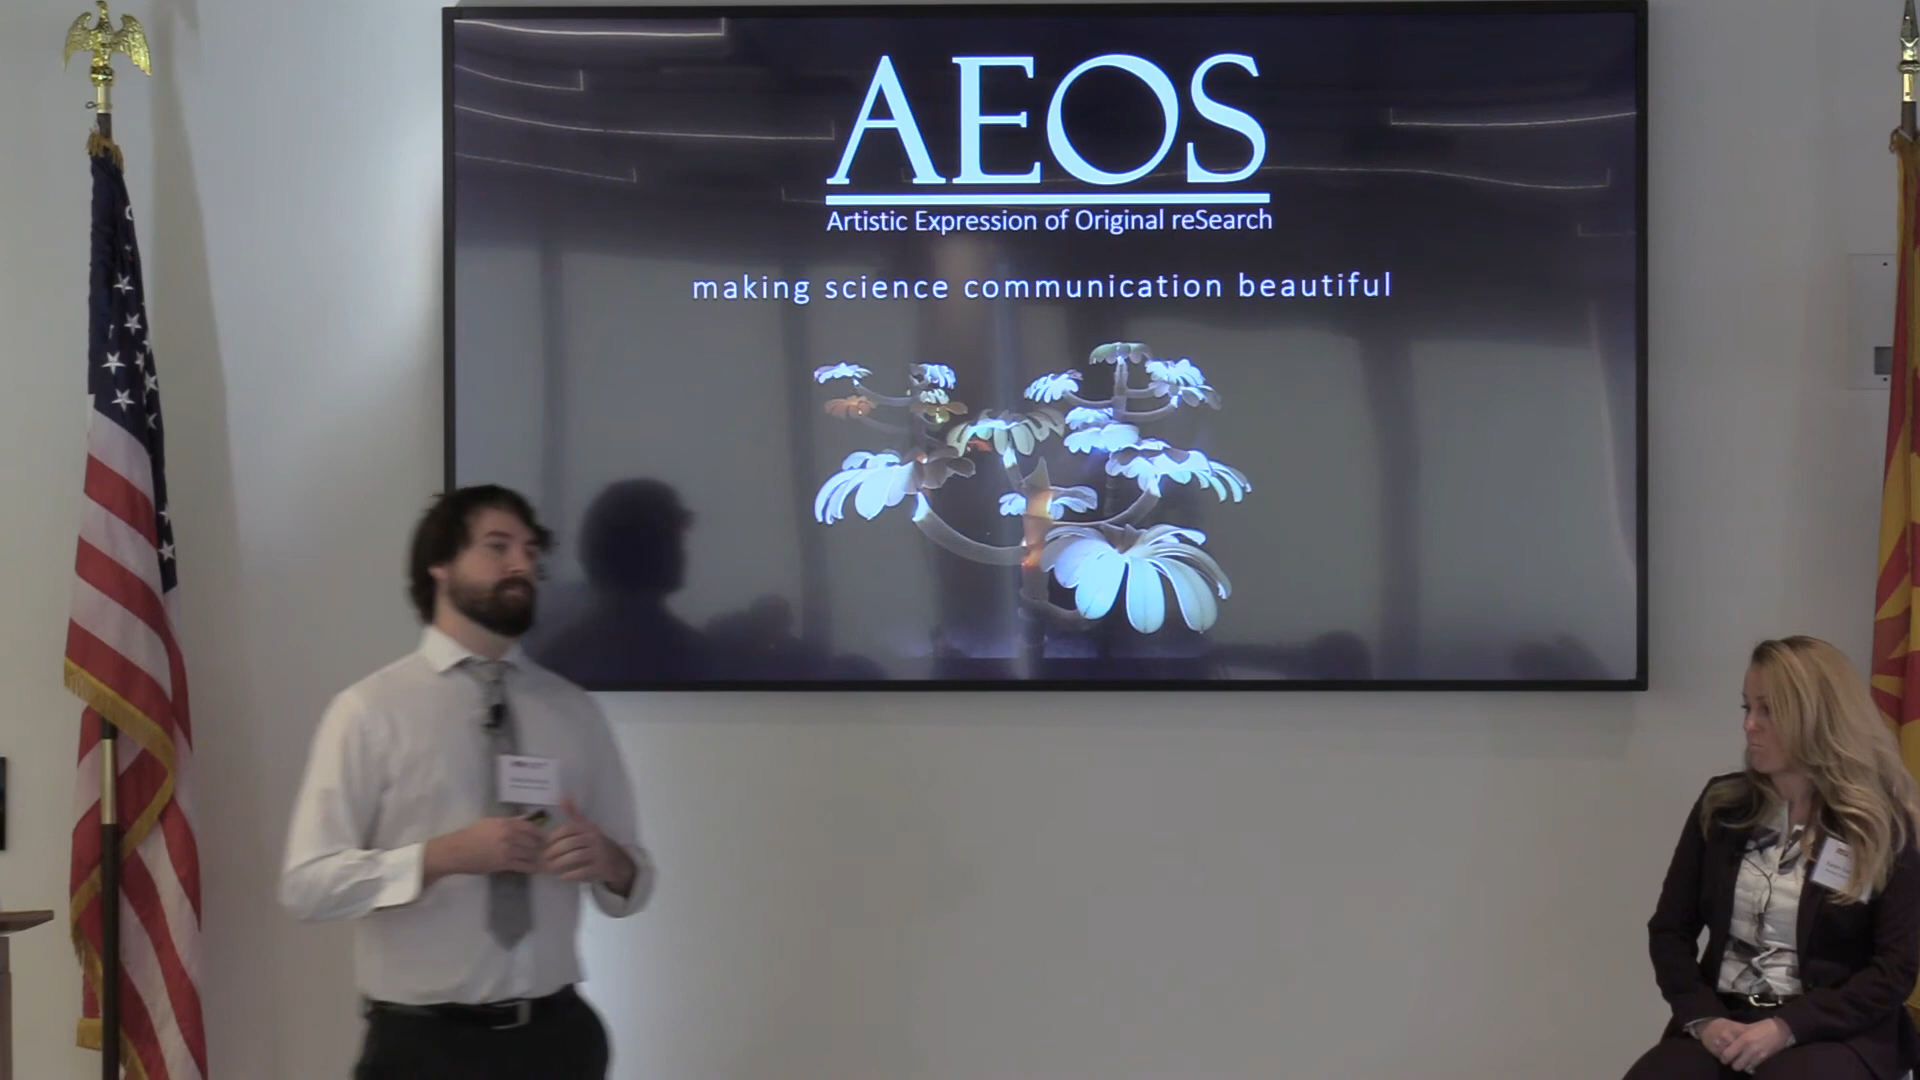 AEOS
Artistic Expression of Original reSearch
making science communication beautiful